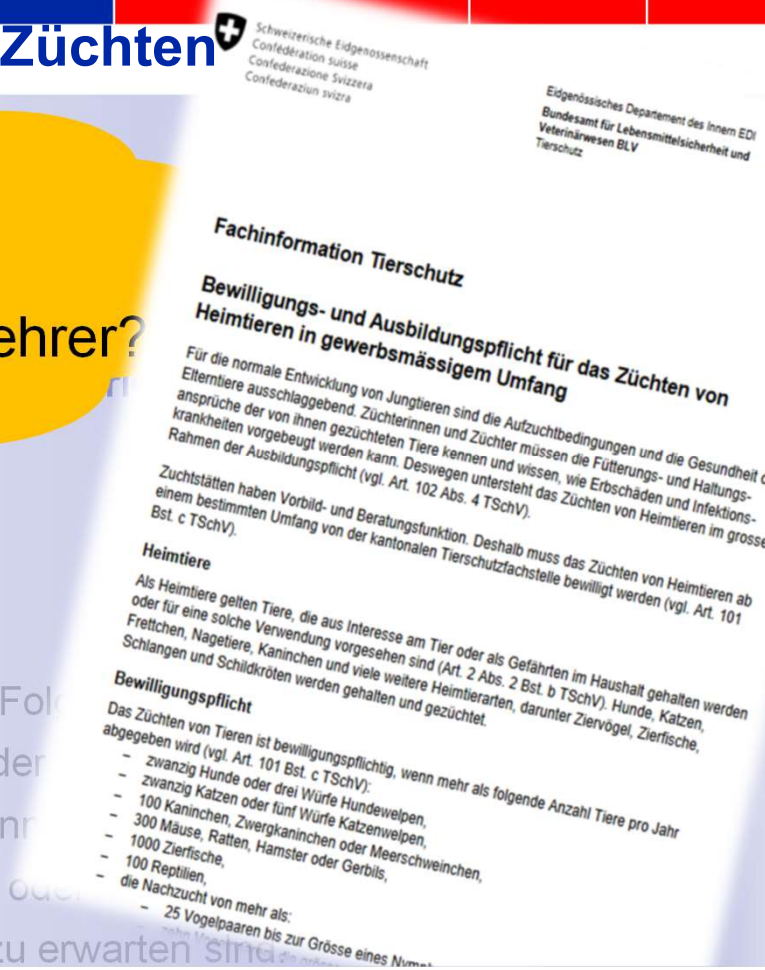 Züchten
Schweizerische Eidgenossenschaft
Confédération suisse
Confederazione Svizzera
Confederaziun svizra
Eidgenössisches Departement des Innern EDI
Bundesamt für Lebensmittelsicherheit und
Veterinärwesen BLV
Tierschutz
Fachinformation Tierschutz
Bewilligungs- und Ausbildungspflicht für das Züchten von
Heimtieren in gewerbsmässigem Umfang
ehrer?
Für die normale Entwicklung von Jungtieren sind die Aufzuchtbedingungen und die Gesundheit d
Elterntiere ausschlaggebend. Züchterinnen und Züchter müssen die Fütterungs- und Haltungs-
ansprüche der von ihnen gezüchteten Tiere kennen und wissen, wie Erbschäden und Infektions-
krankheiten vorgebeugt werden kann. Deswegen untersteht das Züchten von Heimtieren im grosse
Rahmen der Ausbildungspflicht (vgl. Art. 102 Abs. 4 TSchV).
Zuchtstätten haben Vorbild- und Beratungsfunktion. Deshalb muss das Züchten von Heimtieren ab
einem bestimmten Umfang von der kantonalen Tierschutzfachstelle bewilligt werden (vgl. Art. 101
Bst. c TSchV).
Heimtiere
Als Heimtiere gelten Tiere, die aus Interesse am Tier oder als Gefährten im Haushalt gehalten werden
oder für eine solche Verwendung vorgesehen sind (Art. 2 Abs. 2 Bst. b TSchV). Hunde, Katzen,
Frettchen, Nagetiere, Kaninchen und viele weitere Heimtierarten, darunter Ziervögel, Zierfische,
Schlangen und Schildkröten werden gehalten und gezüchtet.
Bewilligungspflicht
Das Züchten von Tieren ist bewilligungspflichtig, wenn mehr als folgende Anzahl Tiere pro Jahr
abgegeben wird (vgl. Art. 101 Bst. c TSchV):
– zwanzig Hunde oder drei Würfe Hundewelpen,
– zwanzig Katzen oder fünf Würfe Katzenwelpen,
– 100 Kaninchen, Zwergkaninchen oder Meerschweinchen,
– 300 Mäuse, Ratten, Hamster oder Gerbils,
– 1000 Zierfische,
– 100 Reptilien,
– die Nachzucht von mehr als:
– 25 Vogelpaaren bis zur Grösse eines
Fol
der
zu erwarten sind.